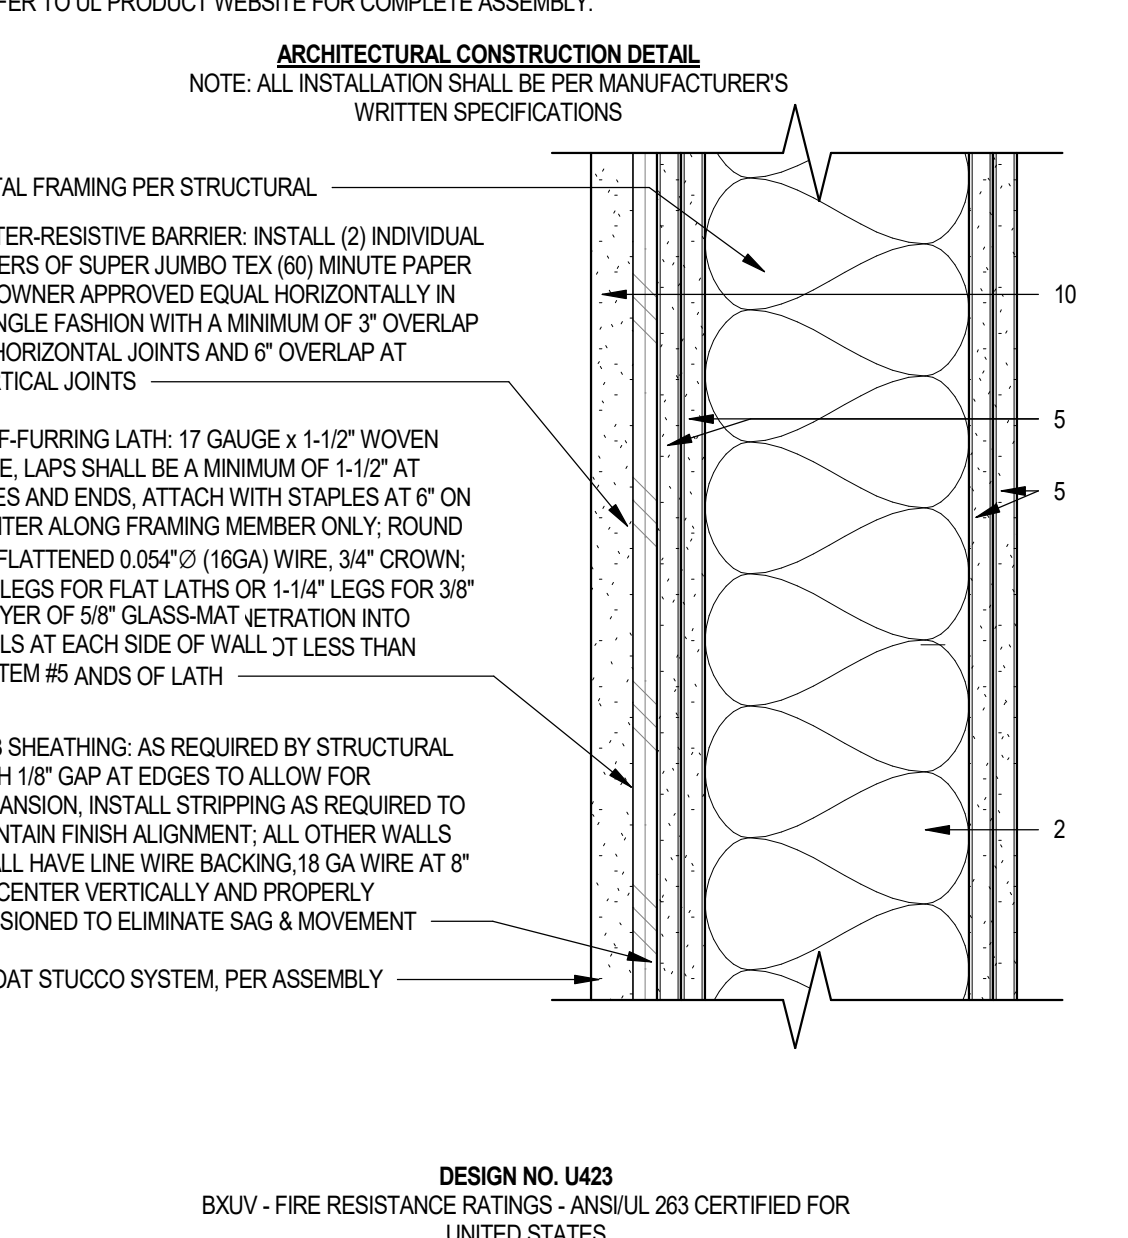 FER TO UL PRODUCT WEBSITE FOR COMPLETE ASSEMBLY.
ARCHITECTURAL CONSTRUCTION DETAIL
NOTE: ALL INSTALLATION SHALL BE PER MANUFACTURER'S
WRITTEN SPECIFICATIONS
TAL FRAMING PER STRUCTURAL
TER-RESISTIVE BARRIER: INSTALL (2) INDIVIDUAL
ERS OF SUPER JUMBO TEX (60) MINUTE PAPER
OWNER APPROVED EQUAL HORIZONTALLY IN
NGLE FASHION WITH A MINIMUM OF 3" OVERLAP
HORIZONTAL JOINTS AND 6" OVERLAP AT
RTICAL JOINTS
10
5
F-FURRING LATH: 17 GAUGE x 1-1/2" WOVEN
E, LAPS SHALL BE A MINIMUM OF 1-1/2" AT
ES AND ENDS, ATTACH WITH STAPLES AT 6" ON
NTER ALONG FRAMING MEMBER ONLY; ROUND
FLATTENED 0.054"Ø (16GA) WIRE, 3/4" CROWN;
LEGS FOR FLAT LATHS OR 1-1/4" LEGS FOR 3/8"
YER OF 5/8" GLASS-MAT NETRATION INTO
LS AT EACH SIDE OF WALL OT LESS THAN
TEM #5 ANDS OF LATH
5
B SHEATHING: AS REQUIRED BY STRUCTURAL
H 1/8" GAP AT EDGES TO ALLOW FOR
ANSION, INSTALL STRIPPING AS REQUIRED TO
NTAIN FINISH ALIGNMENT; ALL OTHER WALLS
ALL HAVE LINE WIRE BACKING,18 GA WIRE AT 8"
CENTER VERTICALLY AND PROPERLY
SIONED TO ELIMINATE SAG & MOVEMENT
2
OAT STUCCO SYSTEM, PER ASSEMBLY
DESIGN NO. U423
BXUV - FIRE RESISTANCE RATINGS - ANSI/UL 263 CERTIFIED FOR
UNITED STATES